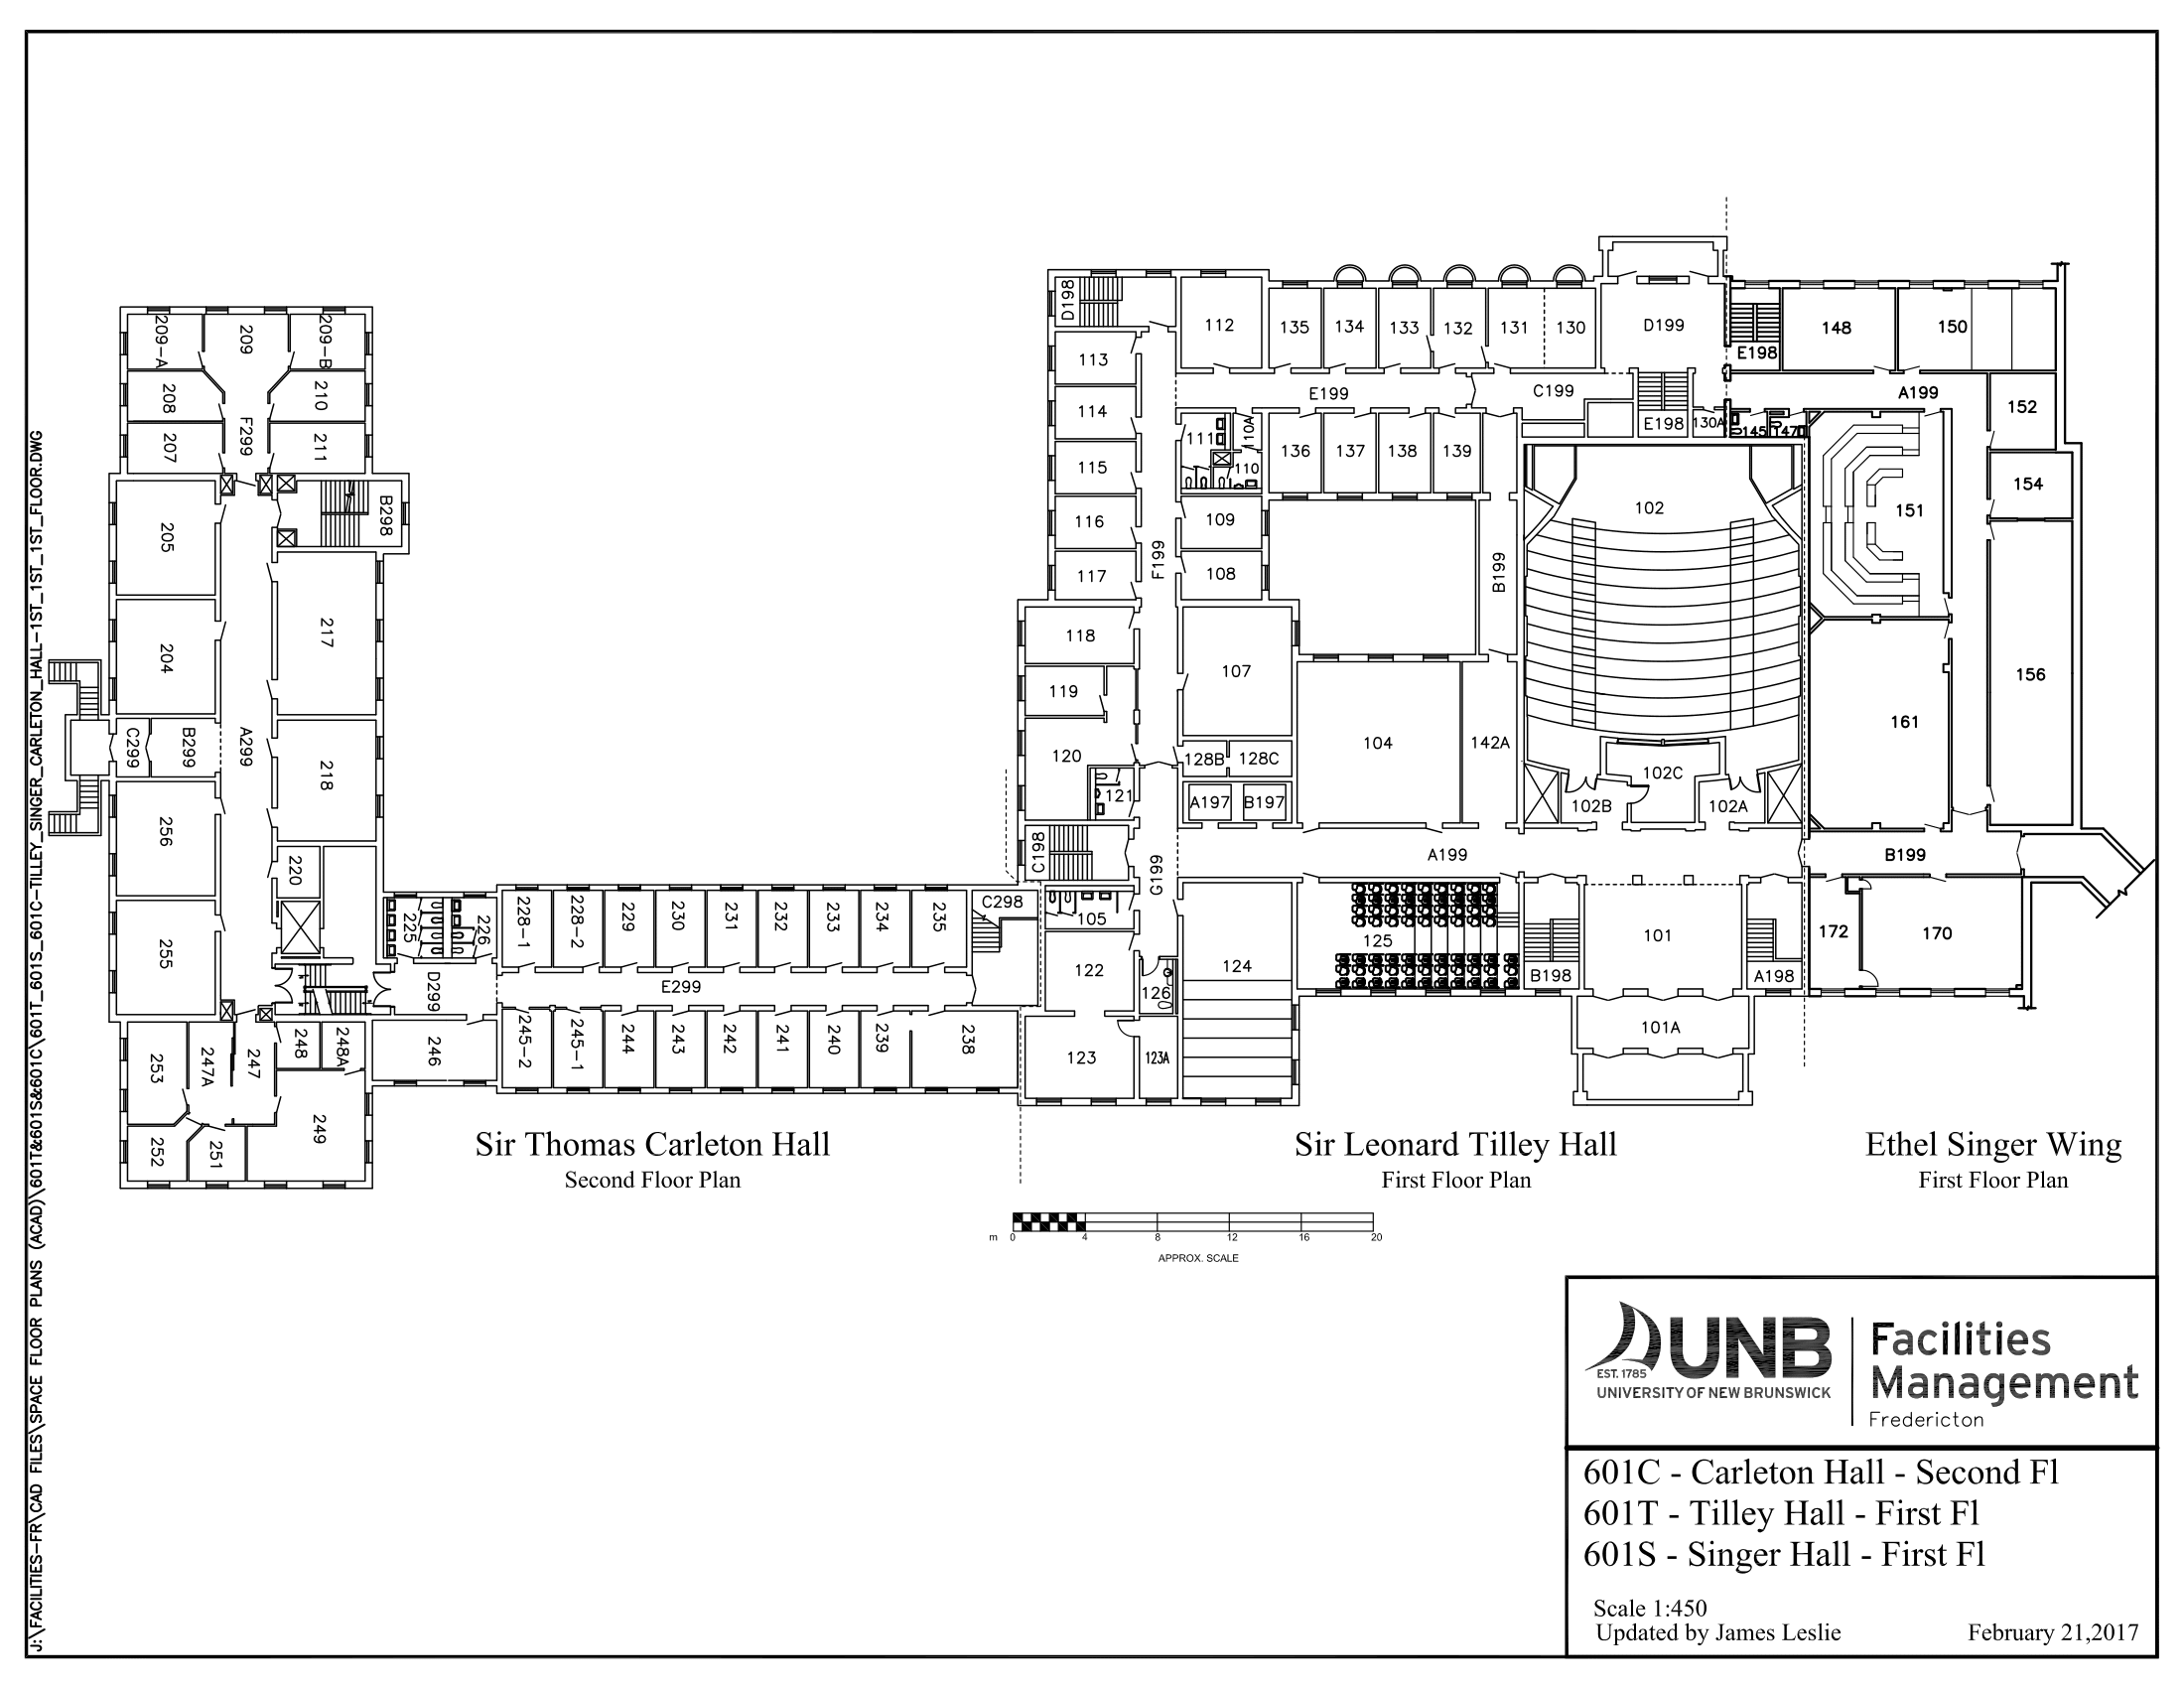 J:\FACILITIES-FR\CAD FILES\SPACE FLOOR PLANS (ACAD)\601T&601S&601C\601T_601S_601C-TILLEY_SINGER_CARLETON_HALL-1ST_1ST_FLOOR.DWG
209-A
209
209-B
208
210
207
F299
211
205
B298
204
217
C299
B299
A299
218
256
220
255
225
226
D299
228-1
228-2
229
230
231
232
233
234
235
C298
E299
253
247A
247
248
248A
246
245-2
245-1
244
243
242
241
240
239
238
252
251
249
D198
112
135
134
133
132
131
130
D199
E198
148
150
113
E199
C199
A199
152
114
111
110A
136
137
138
139
E198
130A
145
147
115
110
102
151
154
116
109
F199
B199
117
108
118
107
119
156
161
120
128B
128C
104
142A
102C
121
A197
B197
102B
102A
C198
G199
A199
B199
105
125
101
172
170
122
124
B198
A198
126
101A
123
123A
Sir Thomas Carleton Hall
Second Floor Plan
Sir Leonard Tilley Hall
First Floor Plan
Ethel Singer Wing
First Floor Plan
m 0 4 8 12 16 20
APPROX. SCALE
UNB
EST. 1785
UNIVERSITY OF NEW BRUNSWICK
Facilities
Management
Fredericton
601C - Carleton Hall - Second Fl
601T - Tilley Hall - First Fl
601S - Singer Hall - First Fl
Scale 1:450
Updated by James Leslie February 21,2017